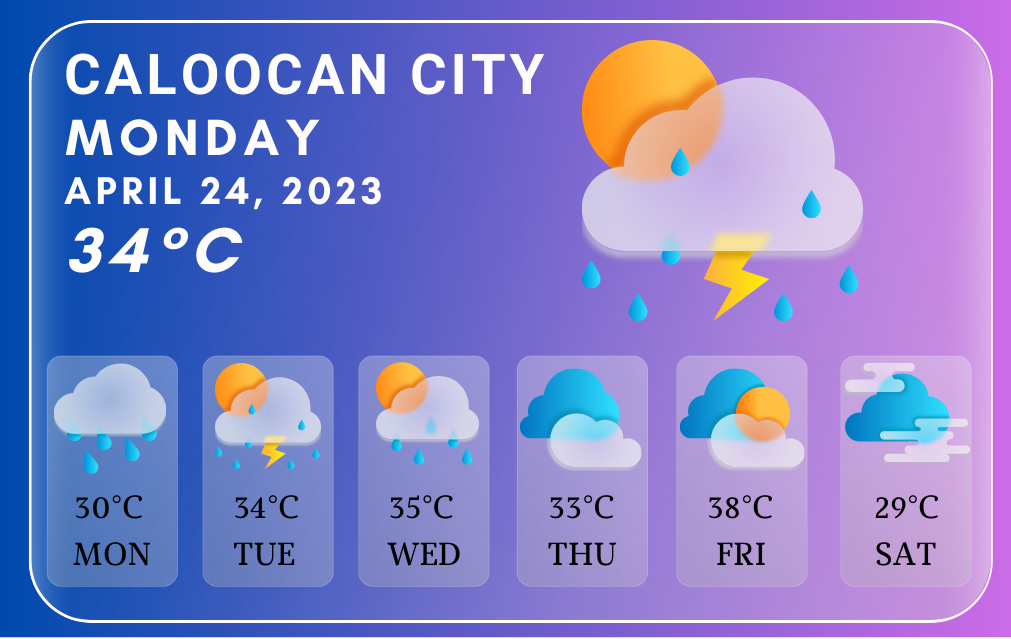 CALOOCAN CITY
MONDAY
APRIL 24, 2023
34°C
30°C
MON
34°C
TUE
35°C
WED
33°C
THU
38°C
FRI
29°C
SAT